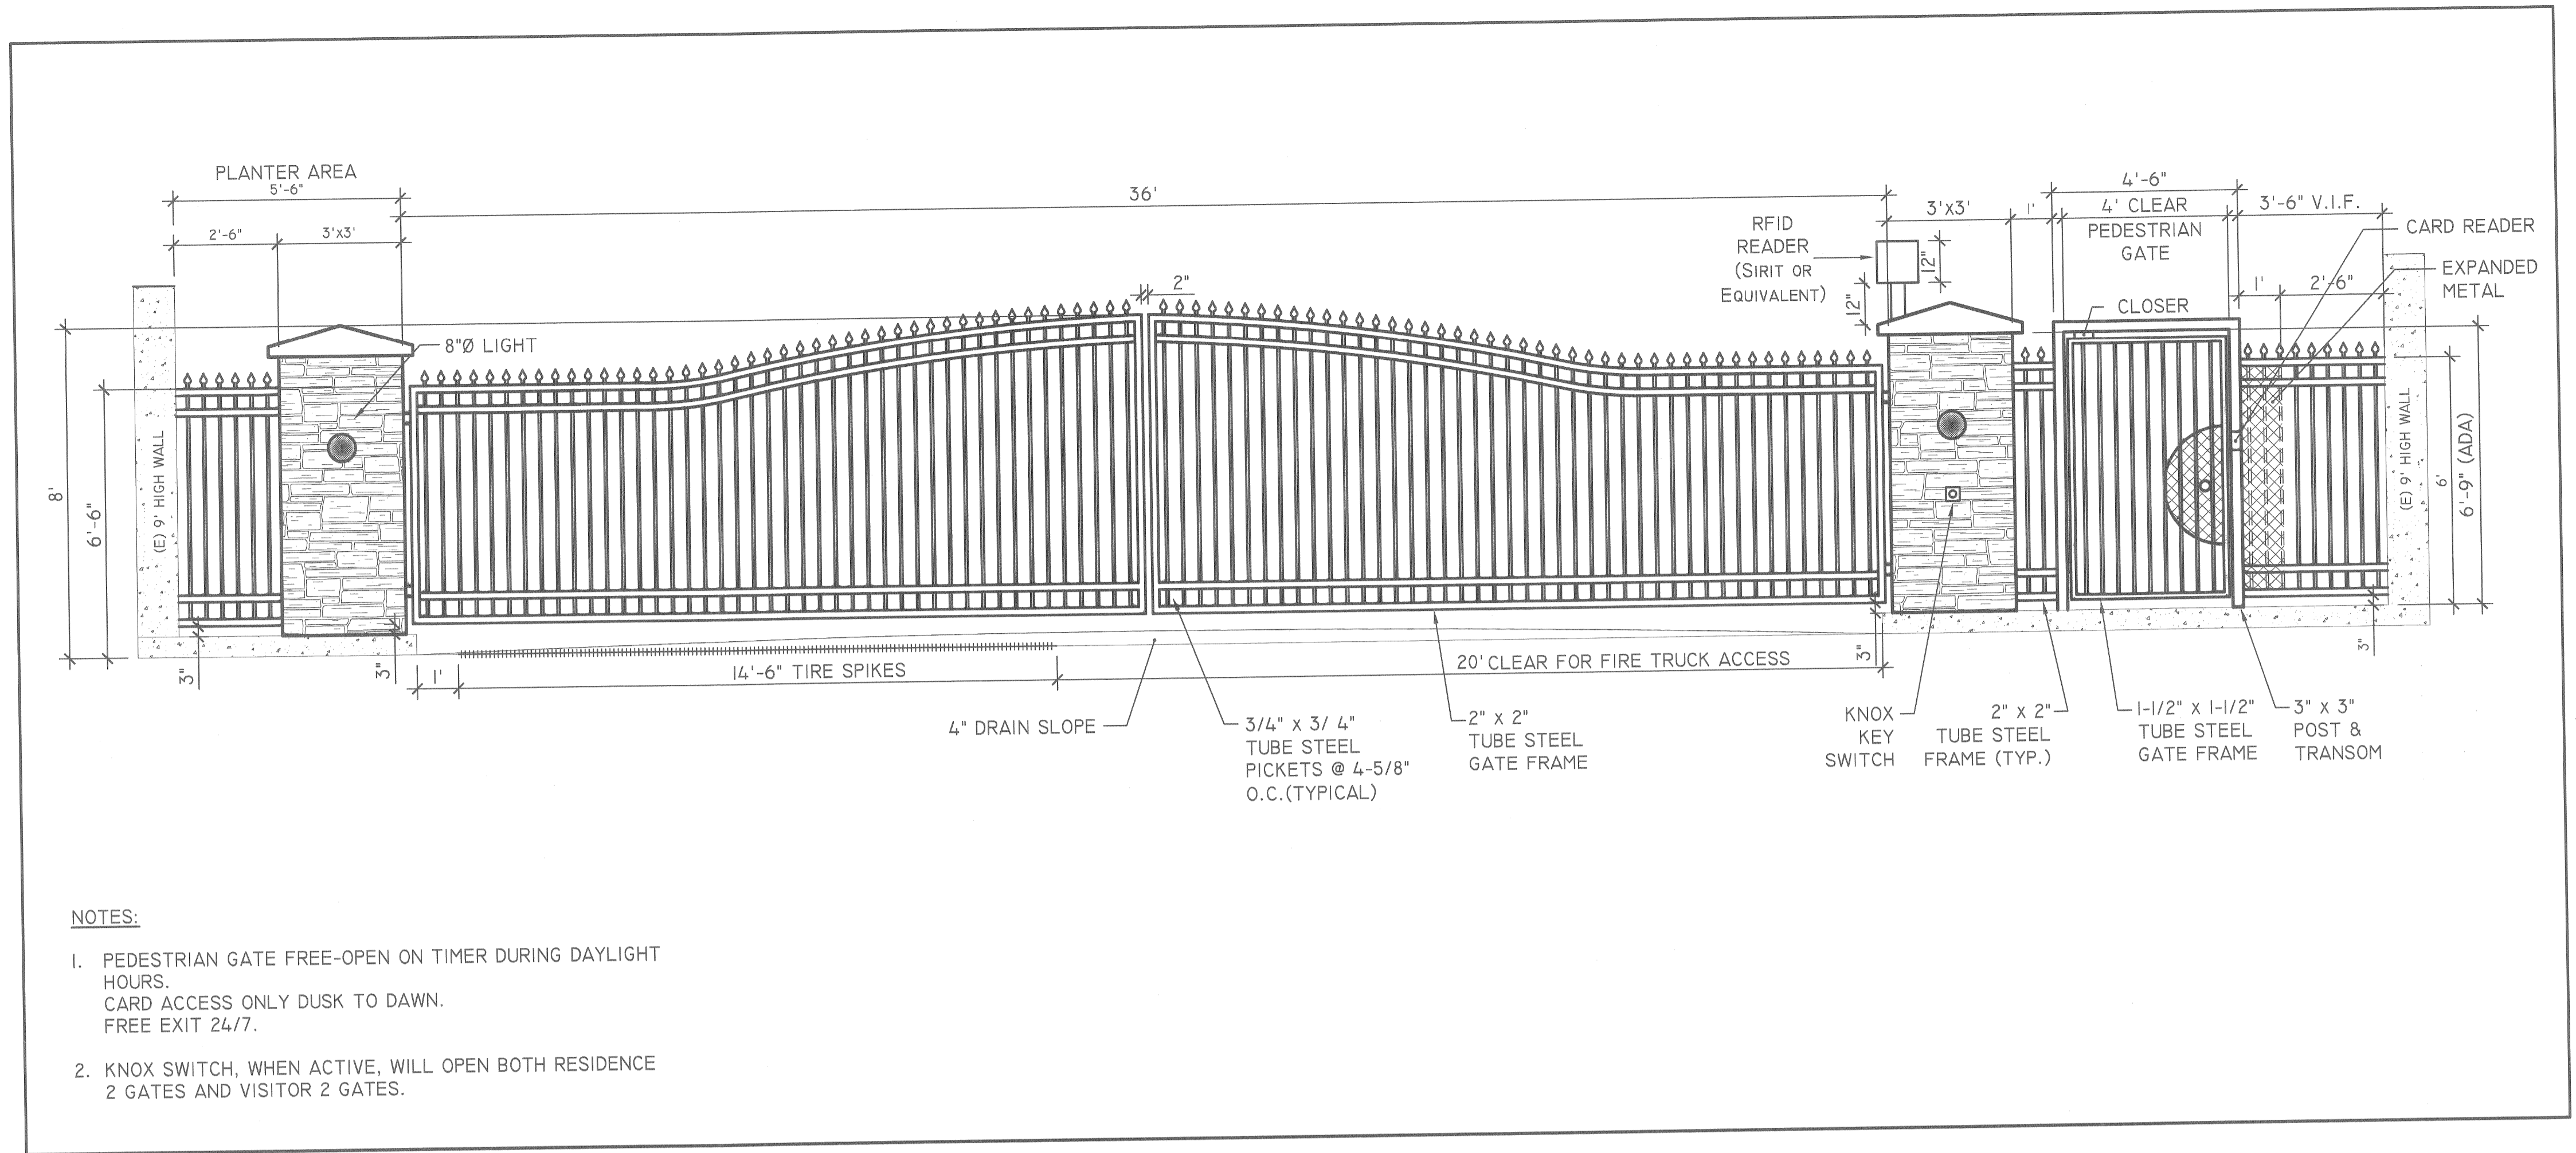 PLANTER AREA
5'-6"
2'-6"
3'X3'
36'
2"
RFID
READER
(SIRIT OR
EQUIVALENT)
12"
12"
3'X3'
1'
4'-6"
4' CLEAR
PEDESTRIAN
GATE
3'-6" V.I.F.
CARD READER
EXPANDED
METAL
1'
2'-6"
CLOSER
8"Ø LIGHT
8'
6'-6"
(E) 9' HIGH WALL
(E) 9' HIGH WALL
6'
6'-9" (ADA)
3"
3"
1'
14'-6" TIRE SPIKES
20' CLEAR FOR FIRE TRUCK ACCESS
3"
3"
4" DRAIN SLOPE
3/4" X 3/ 4"
TUBE STEEL
PICKETS @ 4-5/8"
O.C.(TYPICAL)
2" X 2"
TUBE STEEL
GATE FRAME
KNOX
KEY
SWITCH
2" X 2"
TUBE STEEL
FRAME (TYP.)
1-1/2" X 1-1/2"
TUBE STEEL
GATE FRAME
3" X 3"
POST &
TRANSOM
NOTES:
1. PEDESTRIAN GATE FREE-OPEN ON TIMER DURING DAYLIGHT
HOURS.
CARD ACCESS ONLY DUSK TO DAWN.
FREE EXIT 24/7.
2. KNOX SWITCH, WHEN ACTIVE, WILL OPEN BOTH RESIDENCE
2 GATES AND VISITOR 2 GATES.